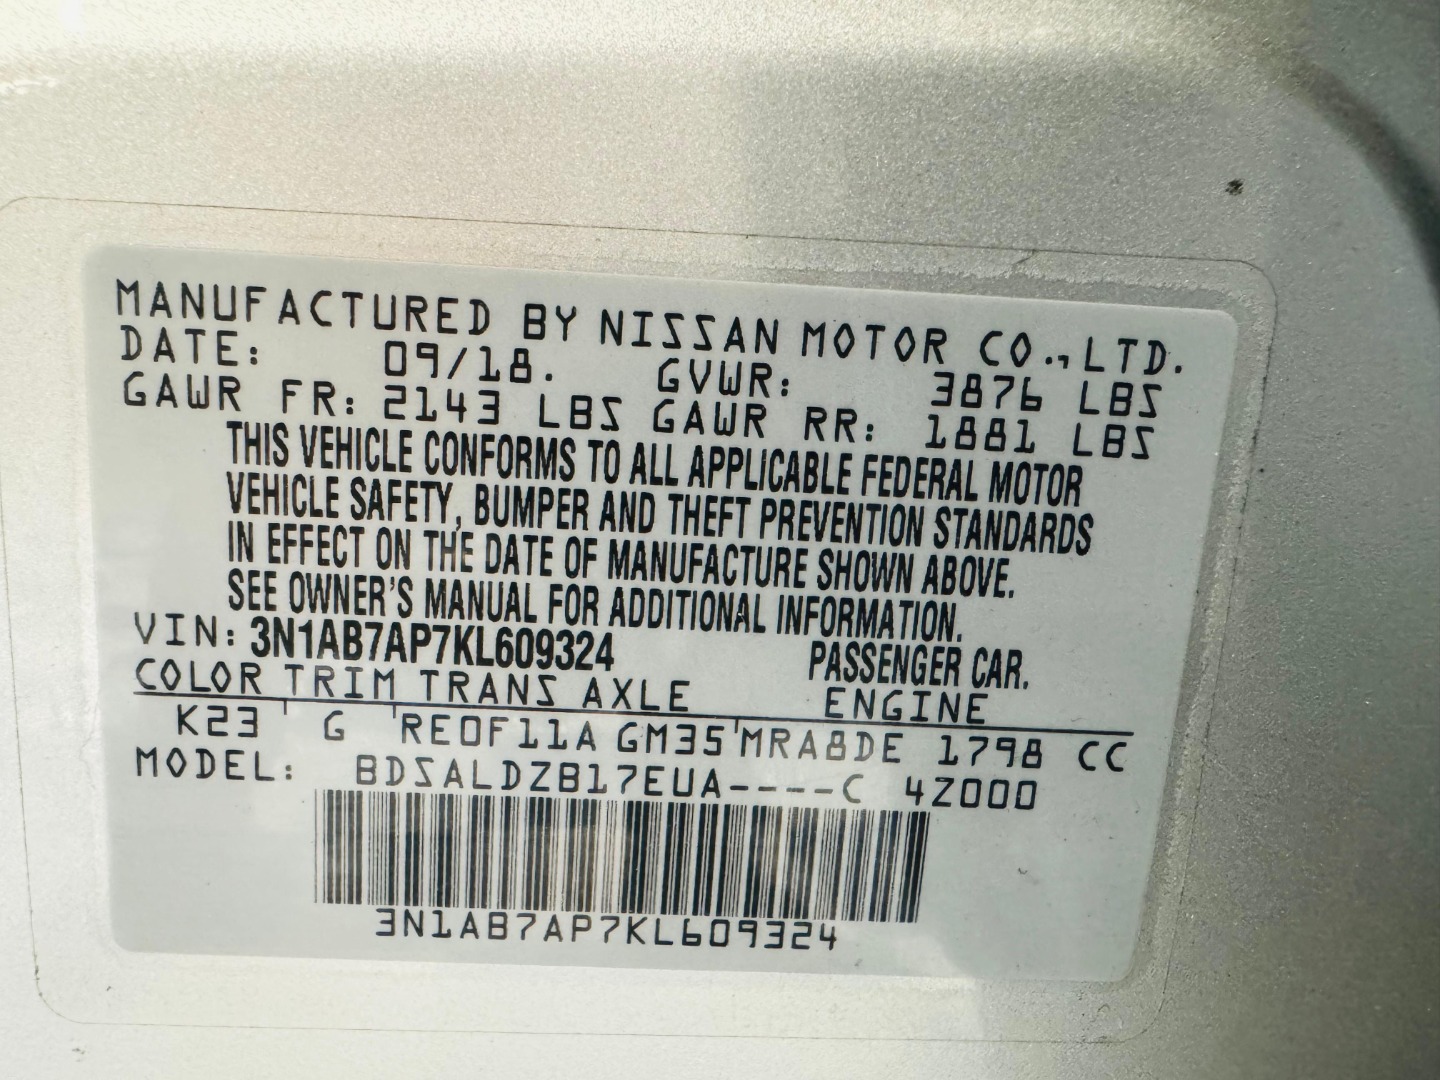 MANUFACTURED BY NISSAN MOTOR CO., LTD.
DATE: 09/18. GVWR: 3876 LBS
GAWR FR: 2143 LBS GAWR RR: 1881 LBS
THIS VEHICLE CONFORMS TO ALL APPLICABLE FEDERAL MOTOR
VEHICLE SAFETY, BUMPER AND THEFT PREVENTION STANDARDS
IN EFFECT ON THE DATE OF MANUFACTURE SHOWN ABOVE.
SEE OWNER'S MANUAL FOR ADDITIONAL INFORMATION.
VIN: 3N1AB7AP7KL609324 PASSENGER CAR.
COLOR TRIM TRANS AXLE ENGINE
K23 G RE0F11A GM35 MRA8DE 1798 CC
MODEL: BDSALDZB17EUA----C 4Z000
3N1AB7AP7KL609324